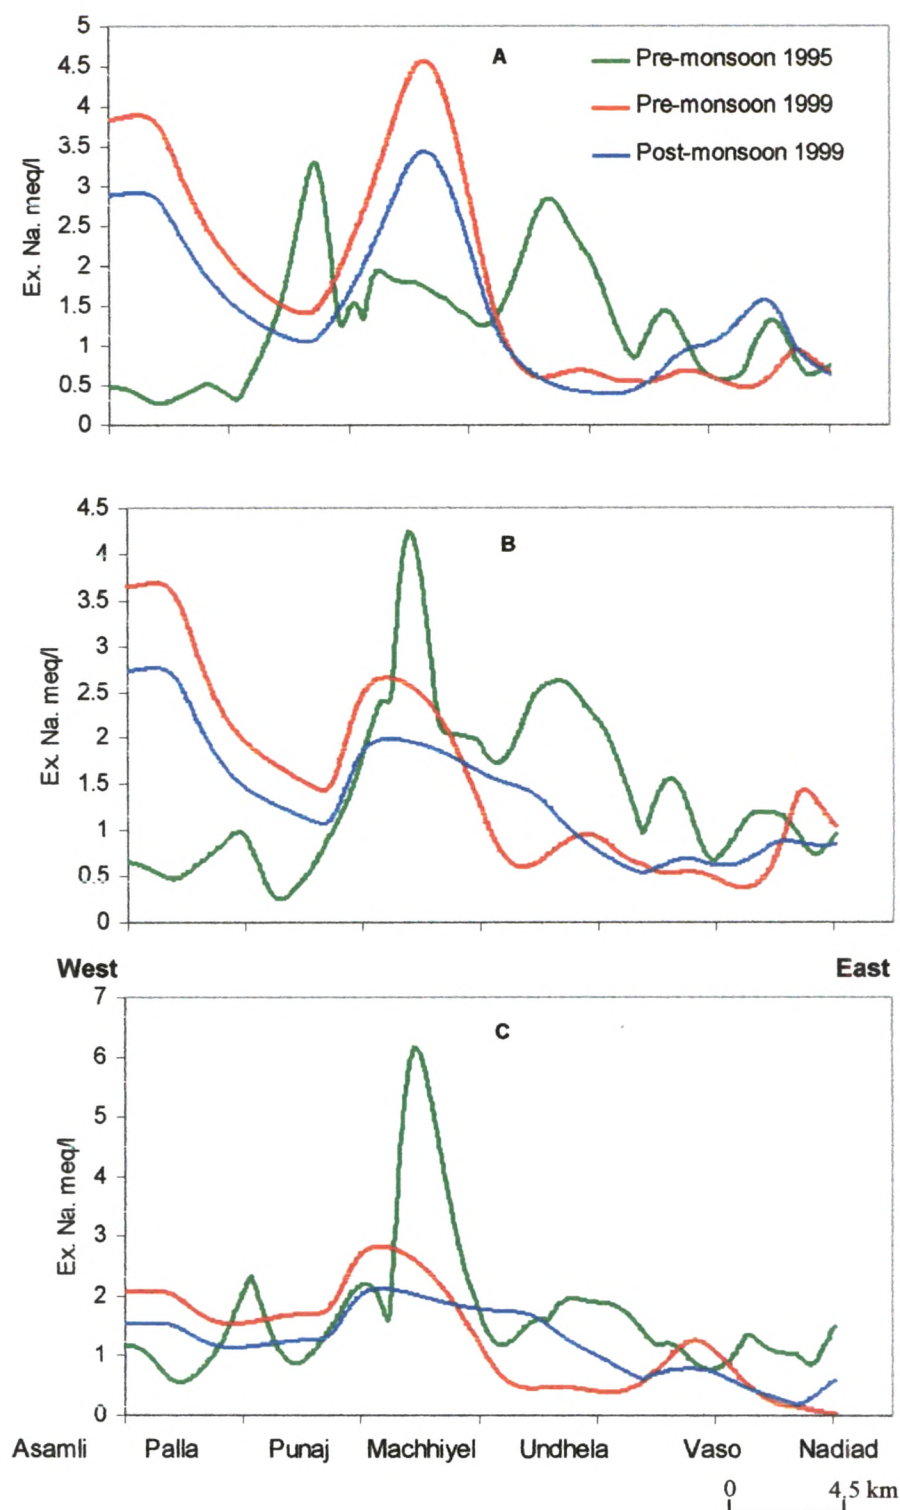 A
Pre-monsoon 1995
Pre-monsoon 1999
Post-monsoon 1999
Ex. Na. meq/l
5
4.5
4
3.5
3
2.5
2
1.5
1
0.5
0
B
Ex. Na. meq/l
4.5
4
3.5
3
2.5
2
1.5
1
0.5
0
West East
C
Ex. Na. meq/l
7
6
5
4
3
2
1
0
Asamli Palla Punaj Machhiyel Undhela Vaso Nadiad
0 4.5 km